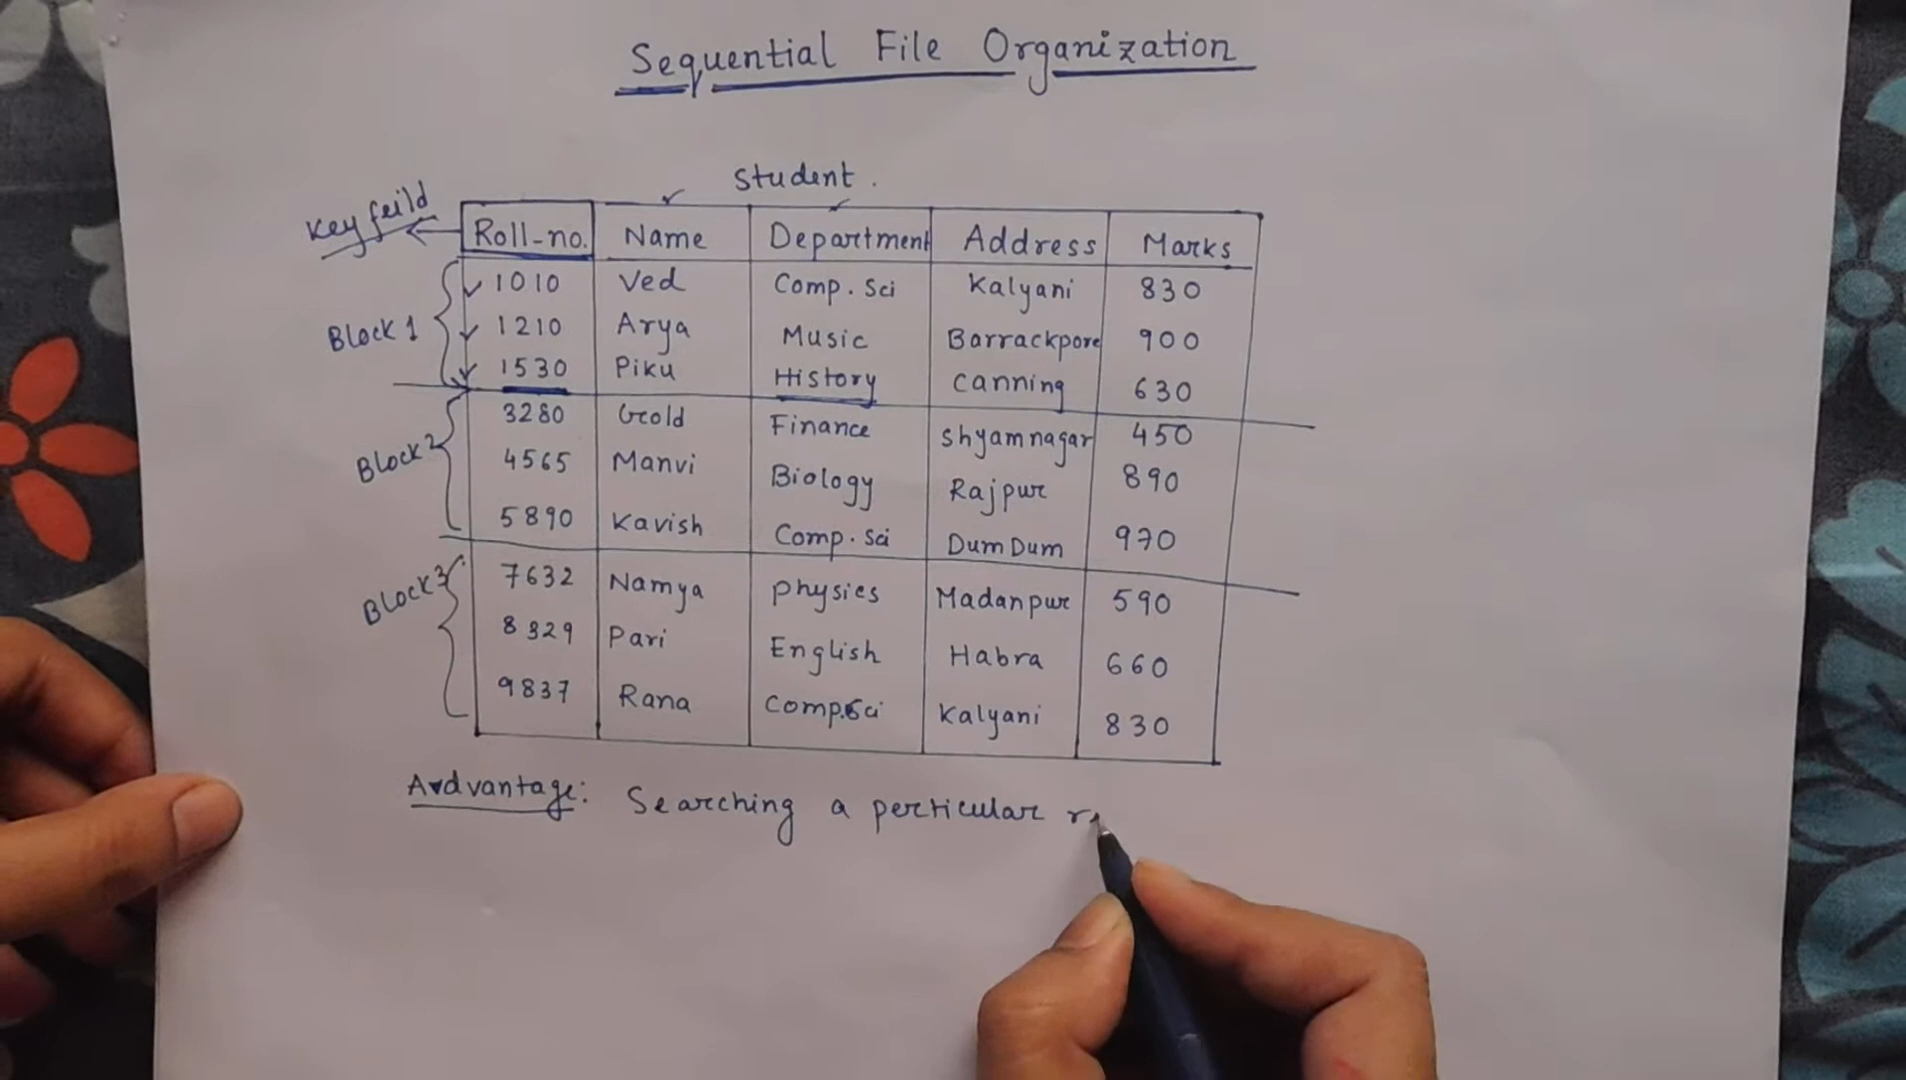 Sequential File Organization
Student.
Key feild
Roll-no. Name Department Address Marks
Block 1
1010 Ved Comp. Sci Kalyani 830
1210 Arya Music Barrackpore 900
1530 Piku History Canning 630
Block 2
3280 Geold Finance Shyamnagar 450
4565 Manvi Biology Rajpur 890
5890 Kavish Comp. Sci Dum Dum 970
Block 3
7632 Namya Physics Madanpur 590
8329 Pari English Habra 660
9837 Rana Comp.Sci Kalyani 830
Advantage: Searching a perticular